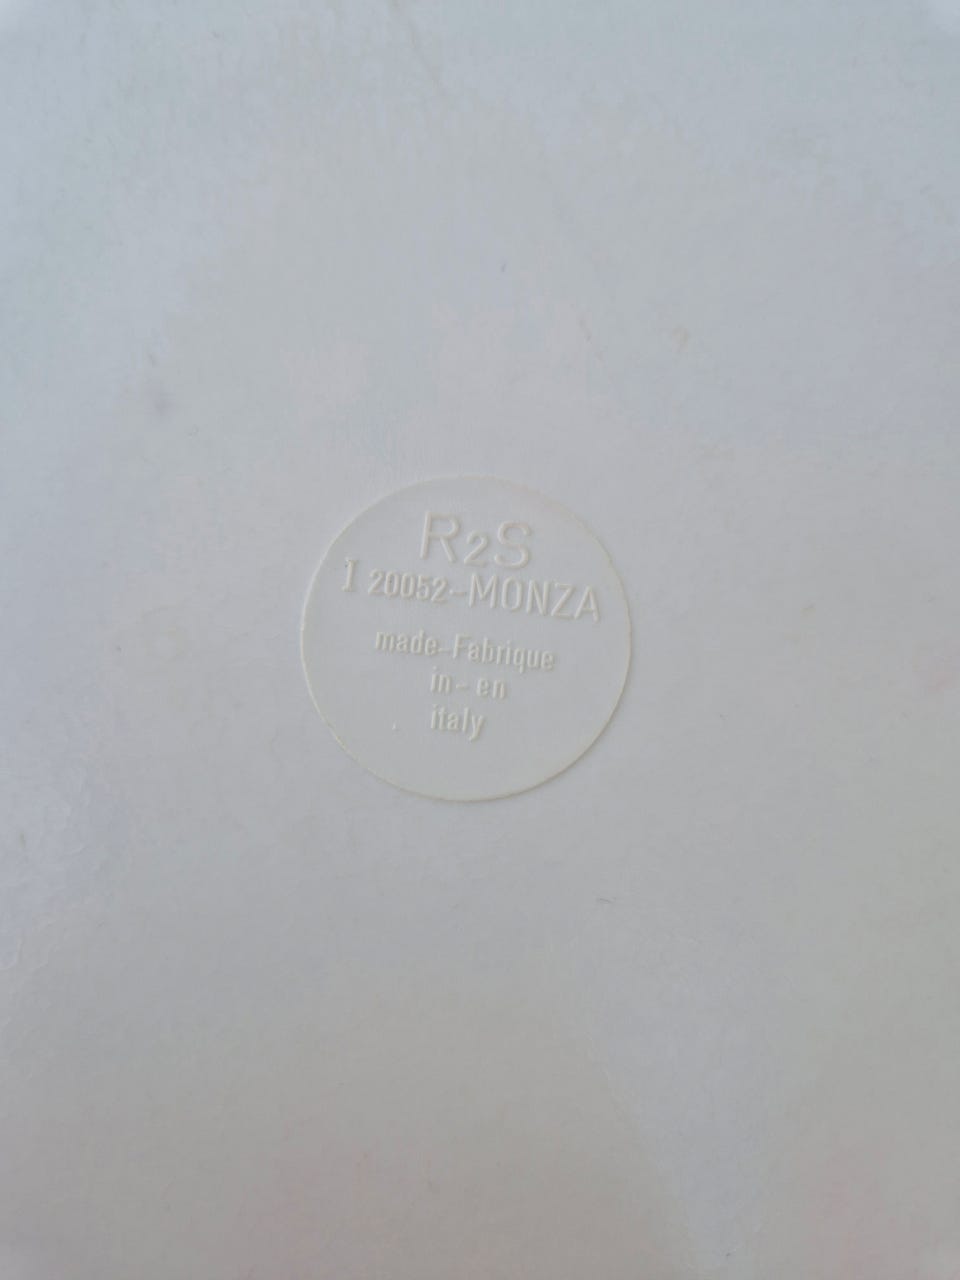 R2S
I 20052-MONZA
made-Fabrique
in-en
italy